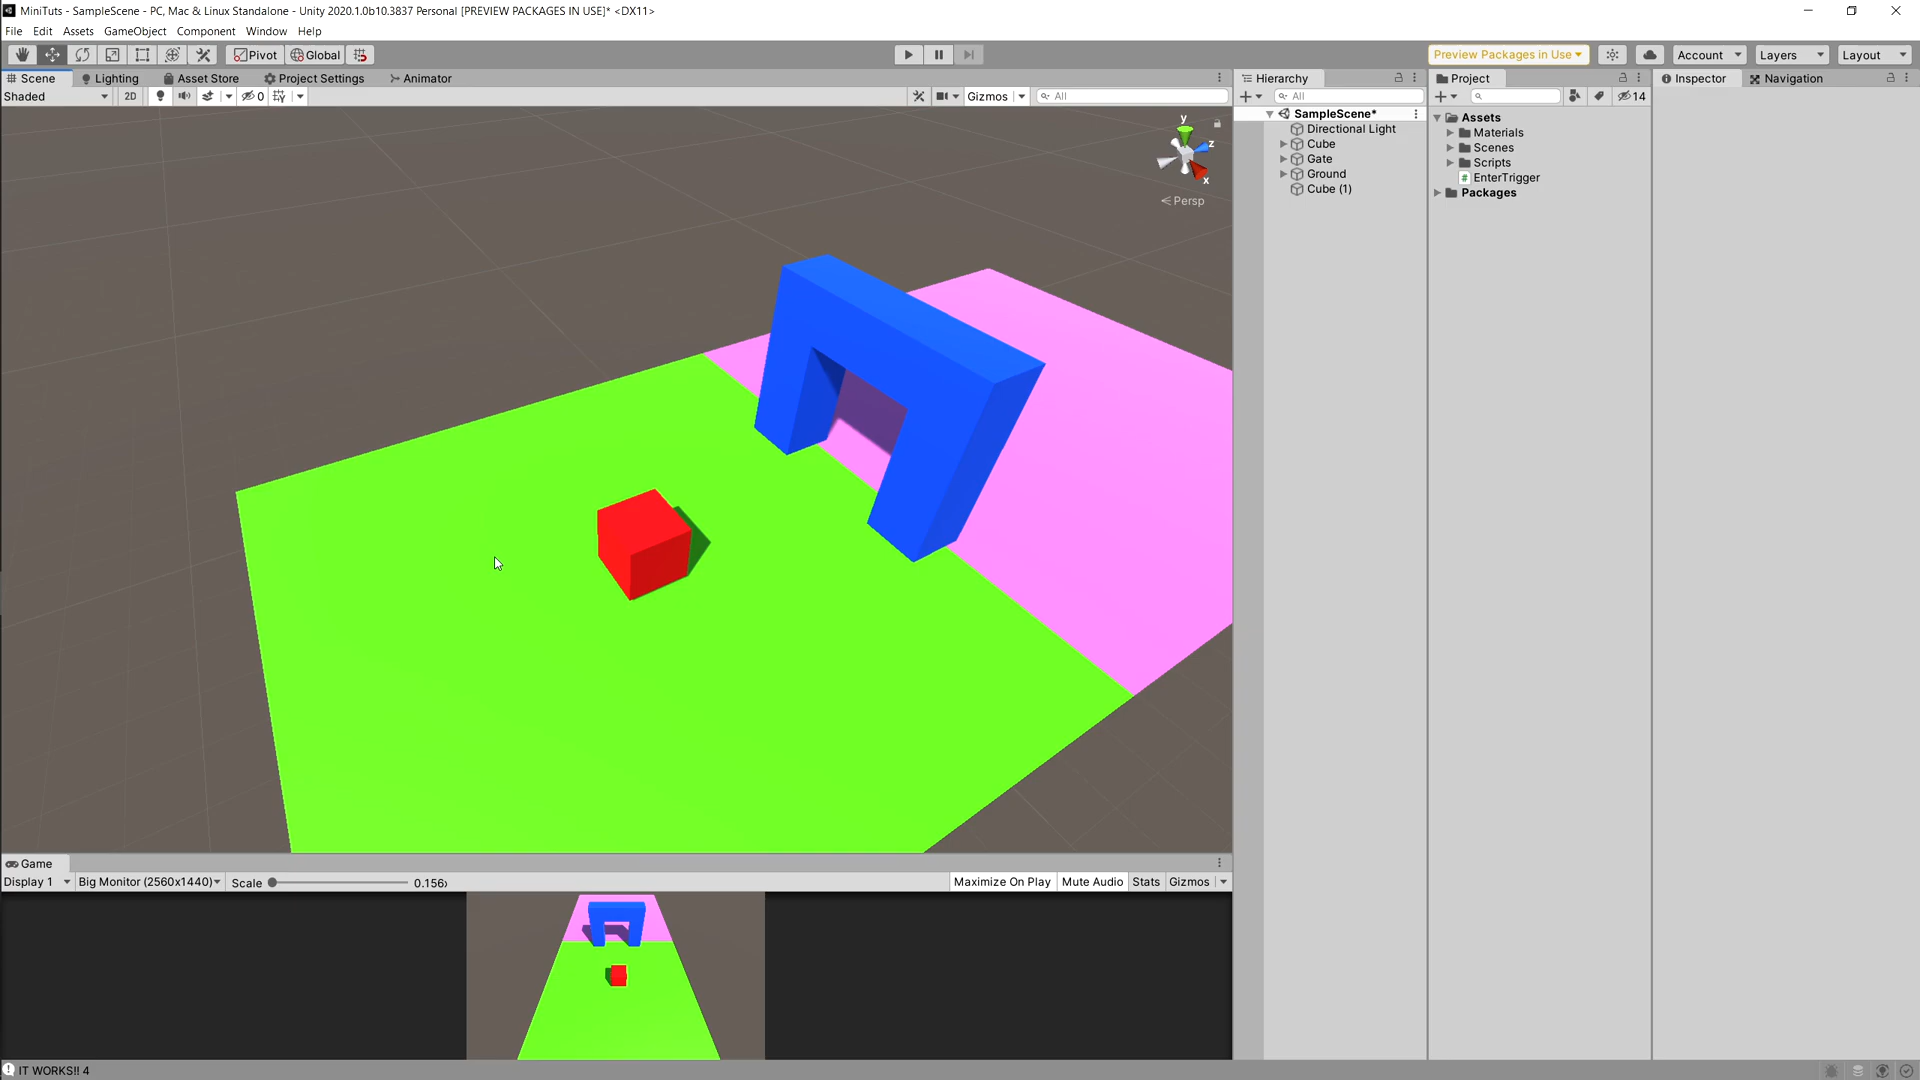 MiniTuts - SampleScene - PC, Mac & Linux Standalone - Unity 2020.1.0b10.3837 Personal [PREVIEW PACKAGES IN USE]* <DX11>
File Edit Assets GameObject Component Window Help
Pivot Global Preview Packages in Use Account Layers Layout
Scene Lighting Asset Store Project Settings Animator Hierarchy Project Inspector Navigation
Shaded 2D 0 Gizmos All All 14
SampleScene*
Directional Light
Cube
Gate
Ground
Cube (1)
Assets
Materials
Scenes
Scripts
EnterTrigger
Packages
y
z
x
Persp
Game
Display 1 Big Monitor (2560x1440) Scale 0.156x Maximize On Play Mute Audio Stats Gizmos
IT WORKS!! 4